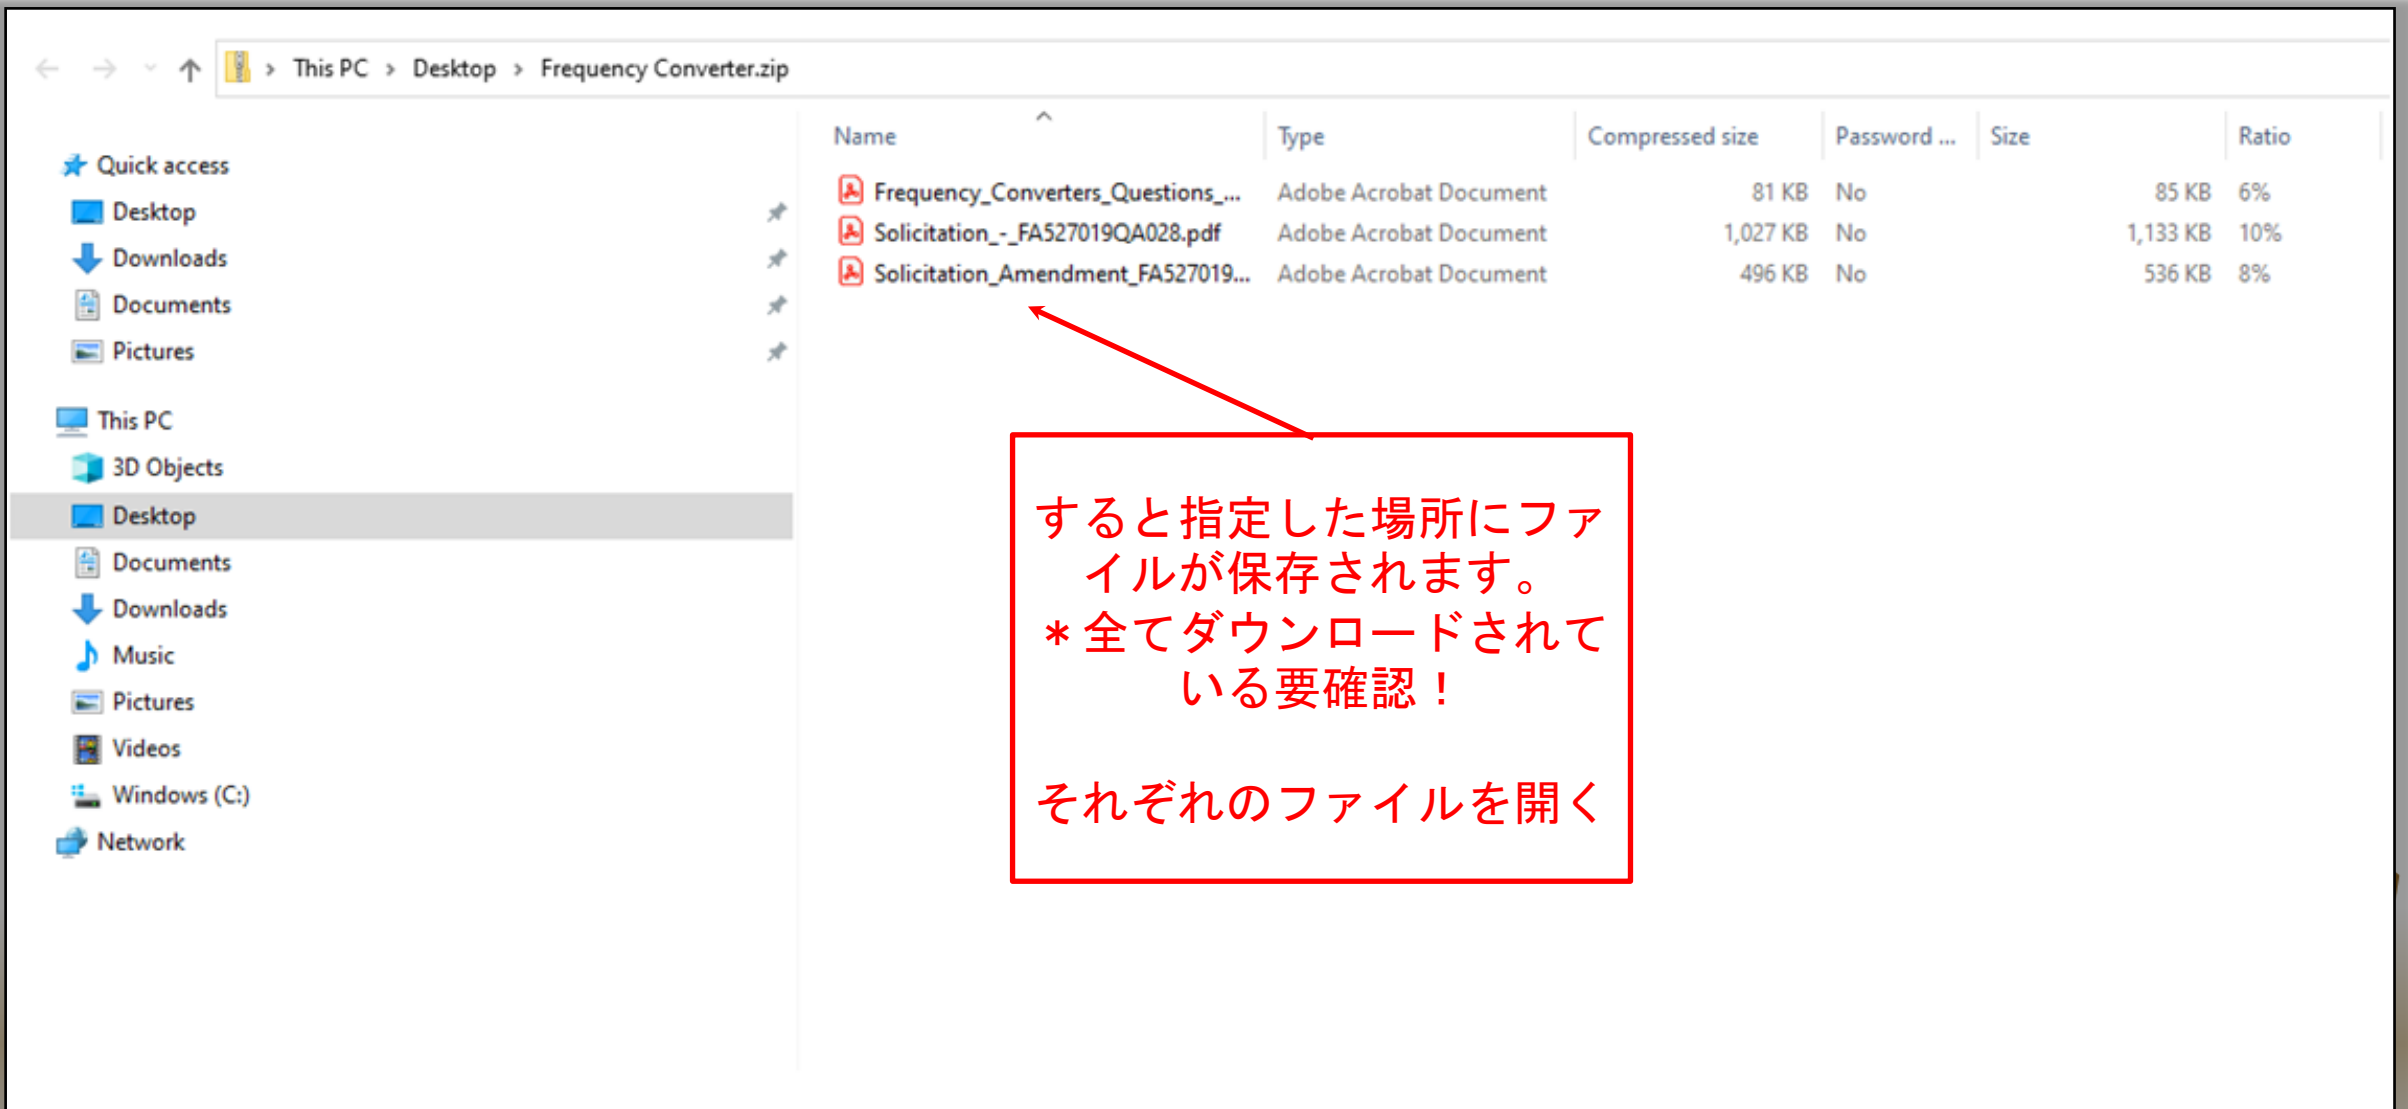 This PC > Desktop > Frequency Converter.zip
Quick access
Desktop
Downloads
Documents
Pictures
This PC
3D Objects
Desktop
Documents
Downloads
Music
Pictures
Videos
Windows (C:)
Network
Name Type Compressed size Password ... Size Ratio
Frequency_Converters_Questions_... Adobe Acrobat Document 81 KB No 85 KB 6%
Solicitation_-_FA527019QA028.pdf Adobe Acrobat Document 1,027 KB No 1,133 KB 10%
Solicitation_Amendment_FA527019... Adobe Acrobat Document 496 KB No 536 KB 8%
すると指定した場所にファ
イルが保存されます。
＊全てダウンロードされて
いる要確認！
それぞれのファイルを開く